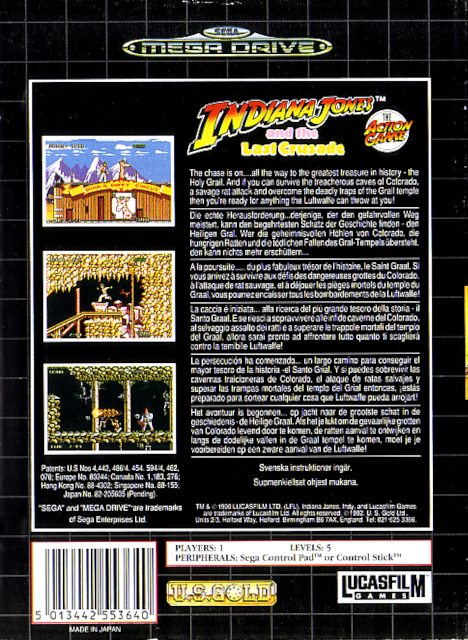 SEGA
MEGA DRIVE
INDIANA JONES™
and the
Last Crusade
THE
ACTION
GAME
The chase is on....all the way to the greatest treasure in history - the
Holy Grail. And if you can survive the treacherous caves of Colorado,
a savage rat attack and overcome the deadly traps of the Grail temple
then you're ready for anything the Luftwaffe can throw at you!
Die echte Herausforderung...derjenige, der den gefahrvollen Weg
meistert, kann den begehrtesten Schatz der Geschichte finden - den
Heiligen Gral. Wer die geheimnisvollen Höhlen von Colorado, die
hungrigen Ratten und die tödlichen Fallen des Gral-Tempels übersteht,
den kann nichts mehr erschüttern...
A la poursuite.... du plus fabuleux trésor de l'histoire, le Saint Graal. Si
vous arrivez à survivre aux défis des dangereuses grottes du Colorado,
à l'attaque de rat sauvage, et à déjouer les pièges mortels du temple du
Graal, vous pourrez encaisser tous les bombardements de la Luftwaffe!
La caccia è iniziata... alla ricerca del più grande tesoro della storia - il
Santo Graal. E se riesci a sopravvivere alle infide caverne del Colorado,
al selvaggio assalto dei ratti e a superare le trappole mortali del tempio
del Graal, allora sarai pronto ad affrontare tutto quanto ti scaglierà
contro la temibile Luftwaffe!
La persecución ha comenzado... un largo camino para conseguir el
mayor tesoro de la historia -el Santo Grial. Y si puedes sobrevivir las
cavernas traicioneras de Colorado, el ataque de ratas salvajes y
superar las trampas mortales del templo del Grial entonces, ¡estás
preparado para sortear cualquier cosa que Luftwaffe pueda arrojart!
Het avontuur is begonnen... op jacht naar de grootste schat in de
geschiedenis - de Heilige Graal. Als het je lukt om de gevaarlijke grotten
van Colorado levend door te komen, de ratten aanval te ontwijken en
langs de dodelijke vallen in de Graal tempel te komen, moet je je
voorbereiden op een zware aanval van de Luftwaffe!
Svenska instruktioner ingår.
Suomenkieliset ohjeet mukana.
Patents: U.S Nos 4,442, 486/4. 454. 594/4, 462,
076; Europe No. 80244; Canada No. 1,183, 276;
Hong Kong No. 88-4302; Singapore No. 88-155;
Japan No. 82-205605 (Pending).
"SEGA" and "MEGA DRIVE" are trademarks
of Sega Enterprises Ltd.
TM & © 1990 LUCASFILM LTD. (LFL). Indiana Jones, Indy, and Lucasfilm Games
are trademarks of Lucasfilm Ltd. All rights reserved. © 1992. U. S. Gold Ltd.
Units 2/3, Holford Way, Holford, Birmingham B6 7AX, England. Tel: 021 625 3366.
PLAYERS: 1 LEVELS: 5
PERIPHERALS: Sega Control Pad™ or Control Stick™
5 013442 553640
MADE IN JAPAN
U.S. GOLD
LUCASFILM
GAMES